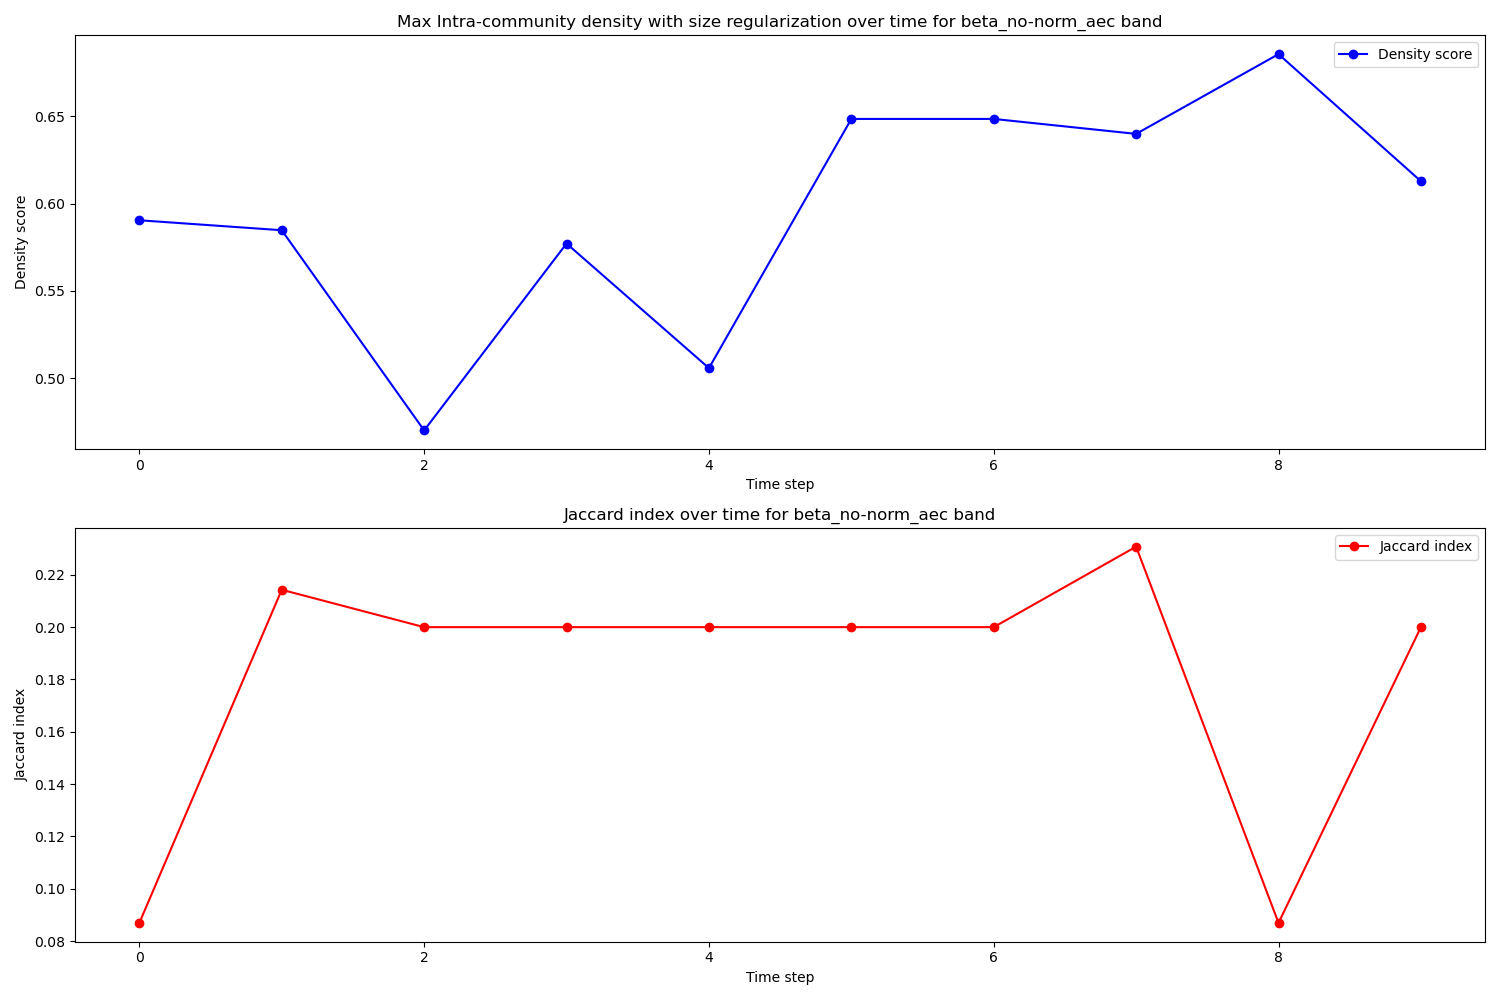 Max Intra-community density with size regularization over time for beta_no-norm_aec band
Density score
0.65
0.60
0.55
0.50
Density score
0
2
4
6
8
Time step
Jaccard index over time for beta_no-norm_aec band
Jaccard index
0.22
0.20
0.18
0.16
0.14
0.12
0.10
0.08
Jaccard index
0
2
4
6
8
Time step